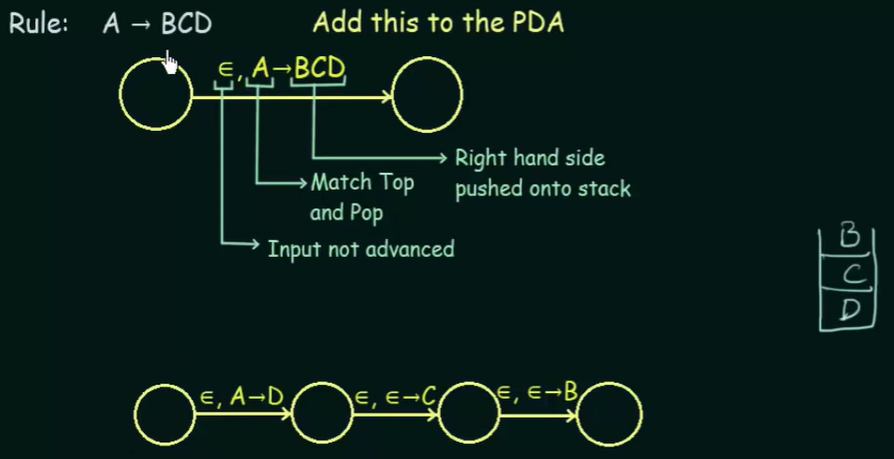 Rule: A → BCD
Add this to the PDA
∈, A→BCD
Right hand side
pushed onto stack
Match Top
and Pop
Input not advanced
B
C
D
∈, A→D
∈, ∈→C
∈, ∈→B